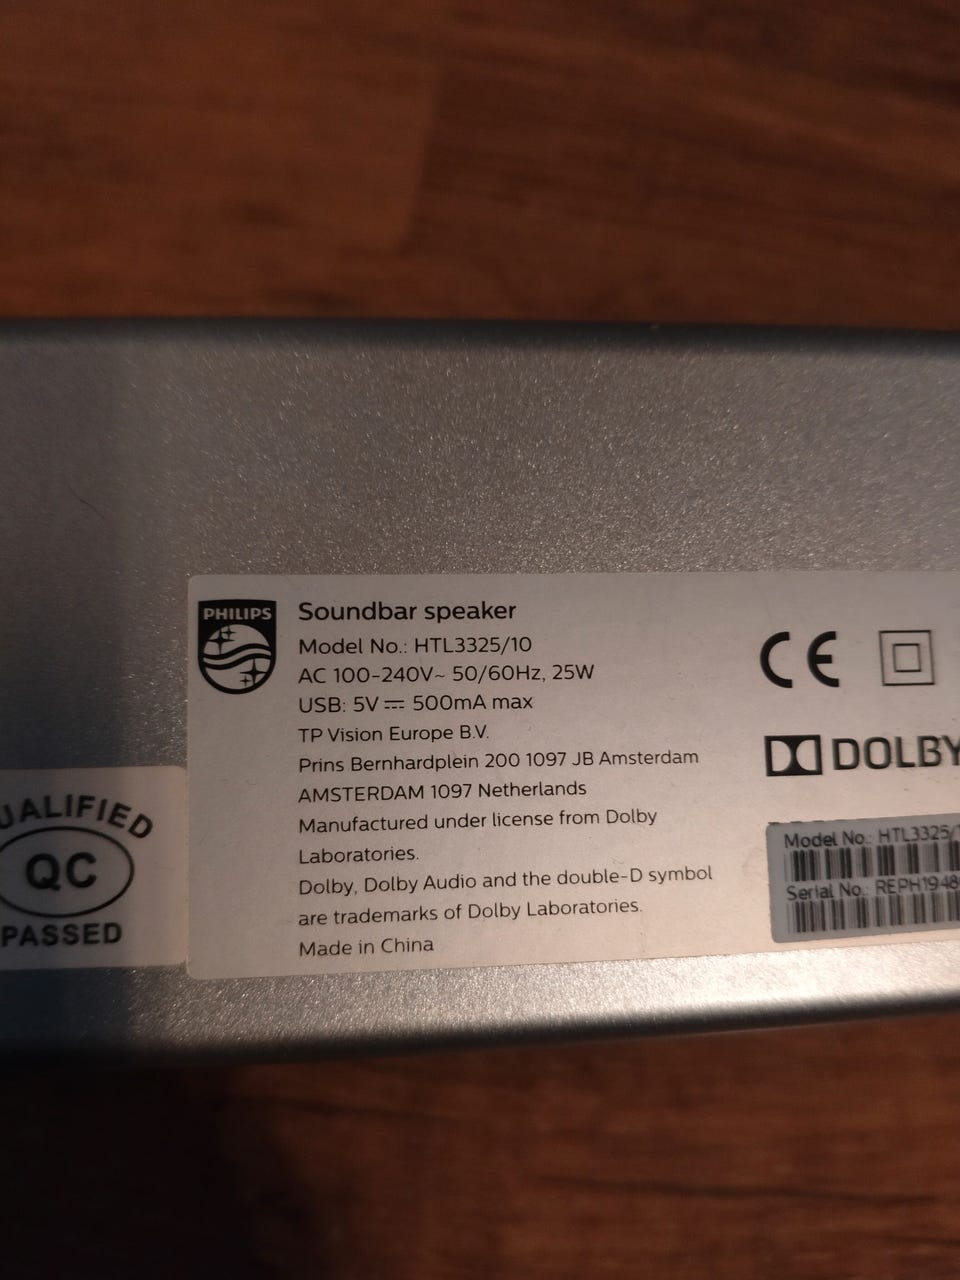 PHILIPS
Soundbar speaker
Model No.: HTL3325/10
AC 100-240V~ 50/60Hz, 25W
USB: 5V ⎓ 500mA max
TP Vision Europe B.V.
Prins Bernhardplein 200 1097 JB Amsterdam
AMSTERDAM 1097 Netherlands
Manufactured under license from Dolby
Laboratories.
Dolby, Dolby Audio and the double-D symbol
are trademarks of Dolby Laboratories.
Made in China
CE
DOLBY
Model No.: HTL3325/1
Serial No.: REPH1948
UALIFIED
QC
PASSED